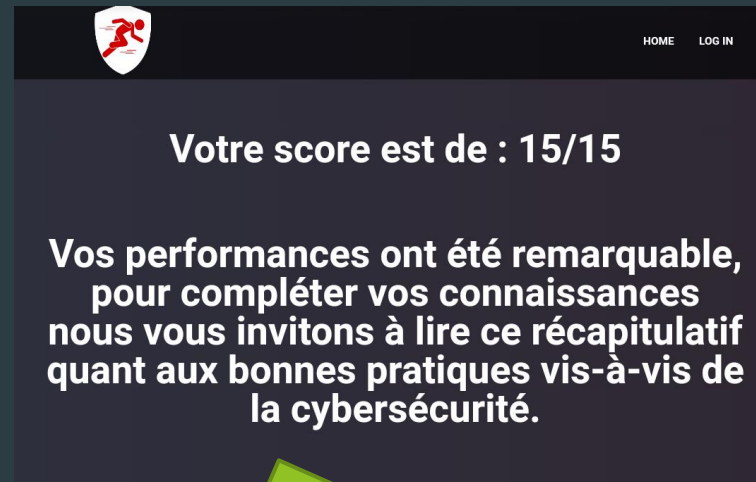 HOME LOG IN
Votre score est de : 15/15
Vos performances ont été remarquable,
pour compléter vos connaissances
nous vous invitons à lire ce récapitulatif
quant aux bonnes pratiques vis-à-vis de
la cybersécurité.